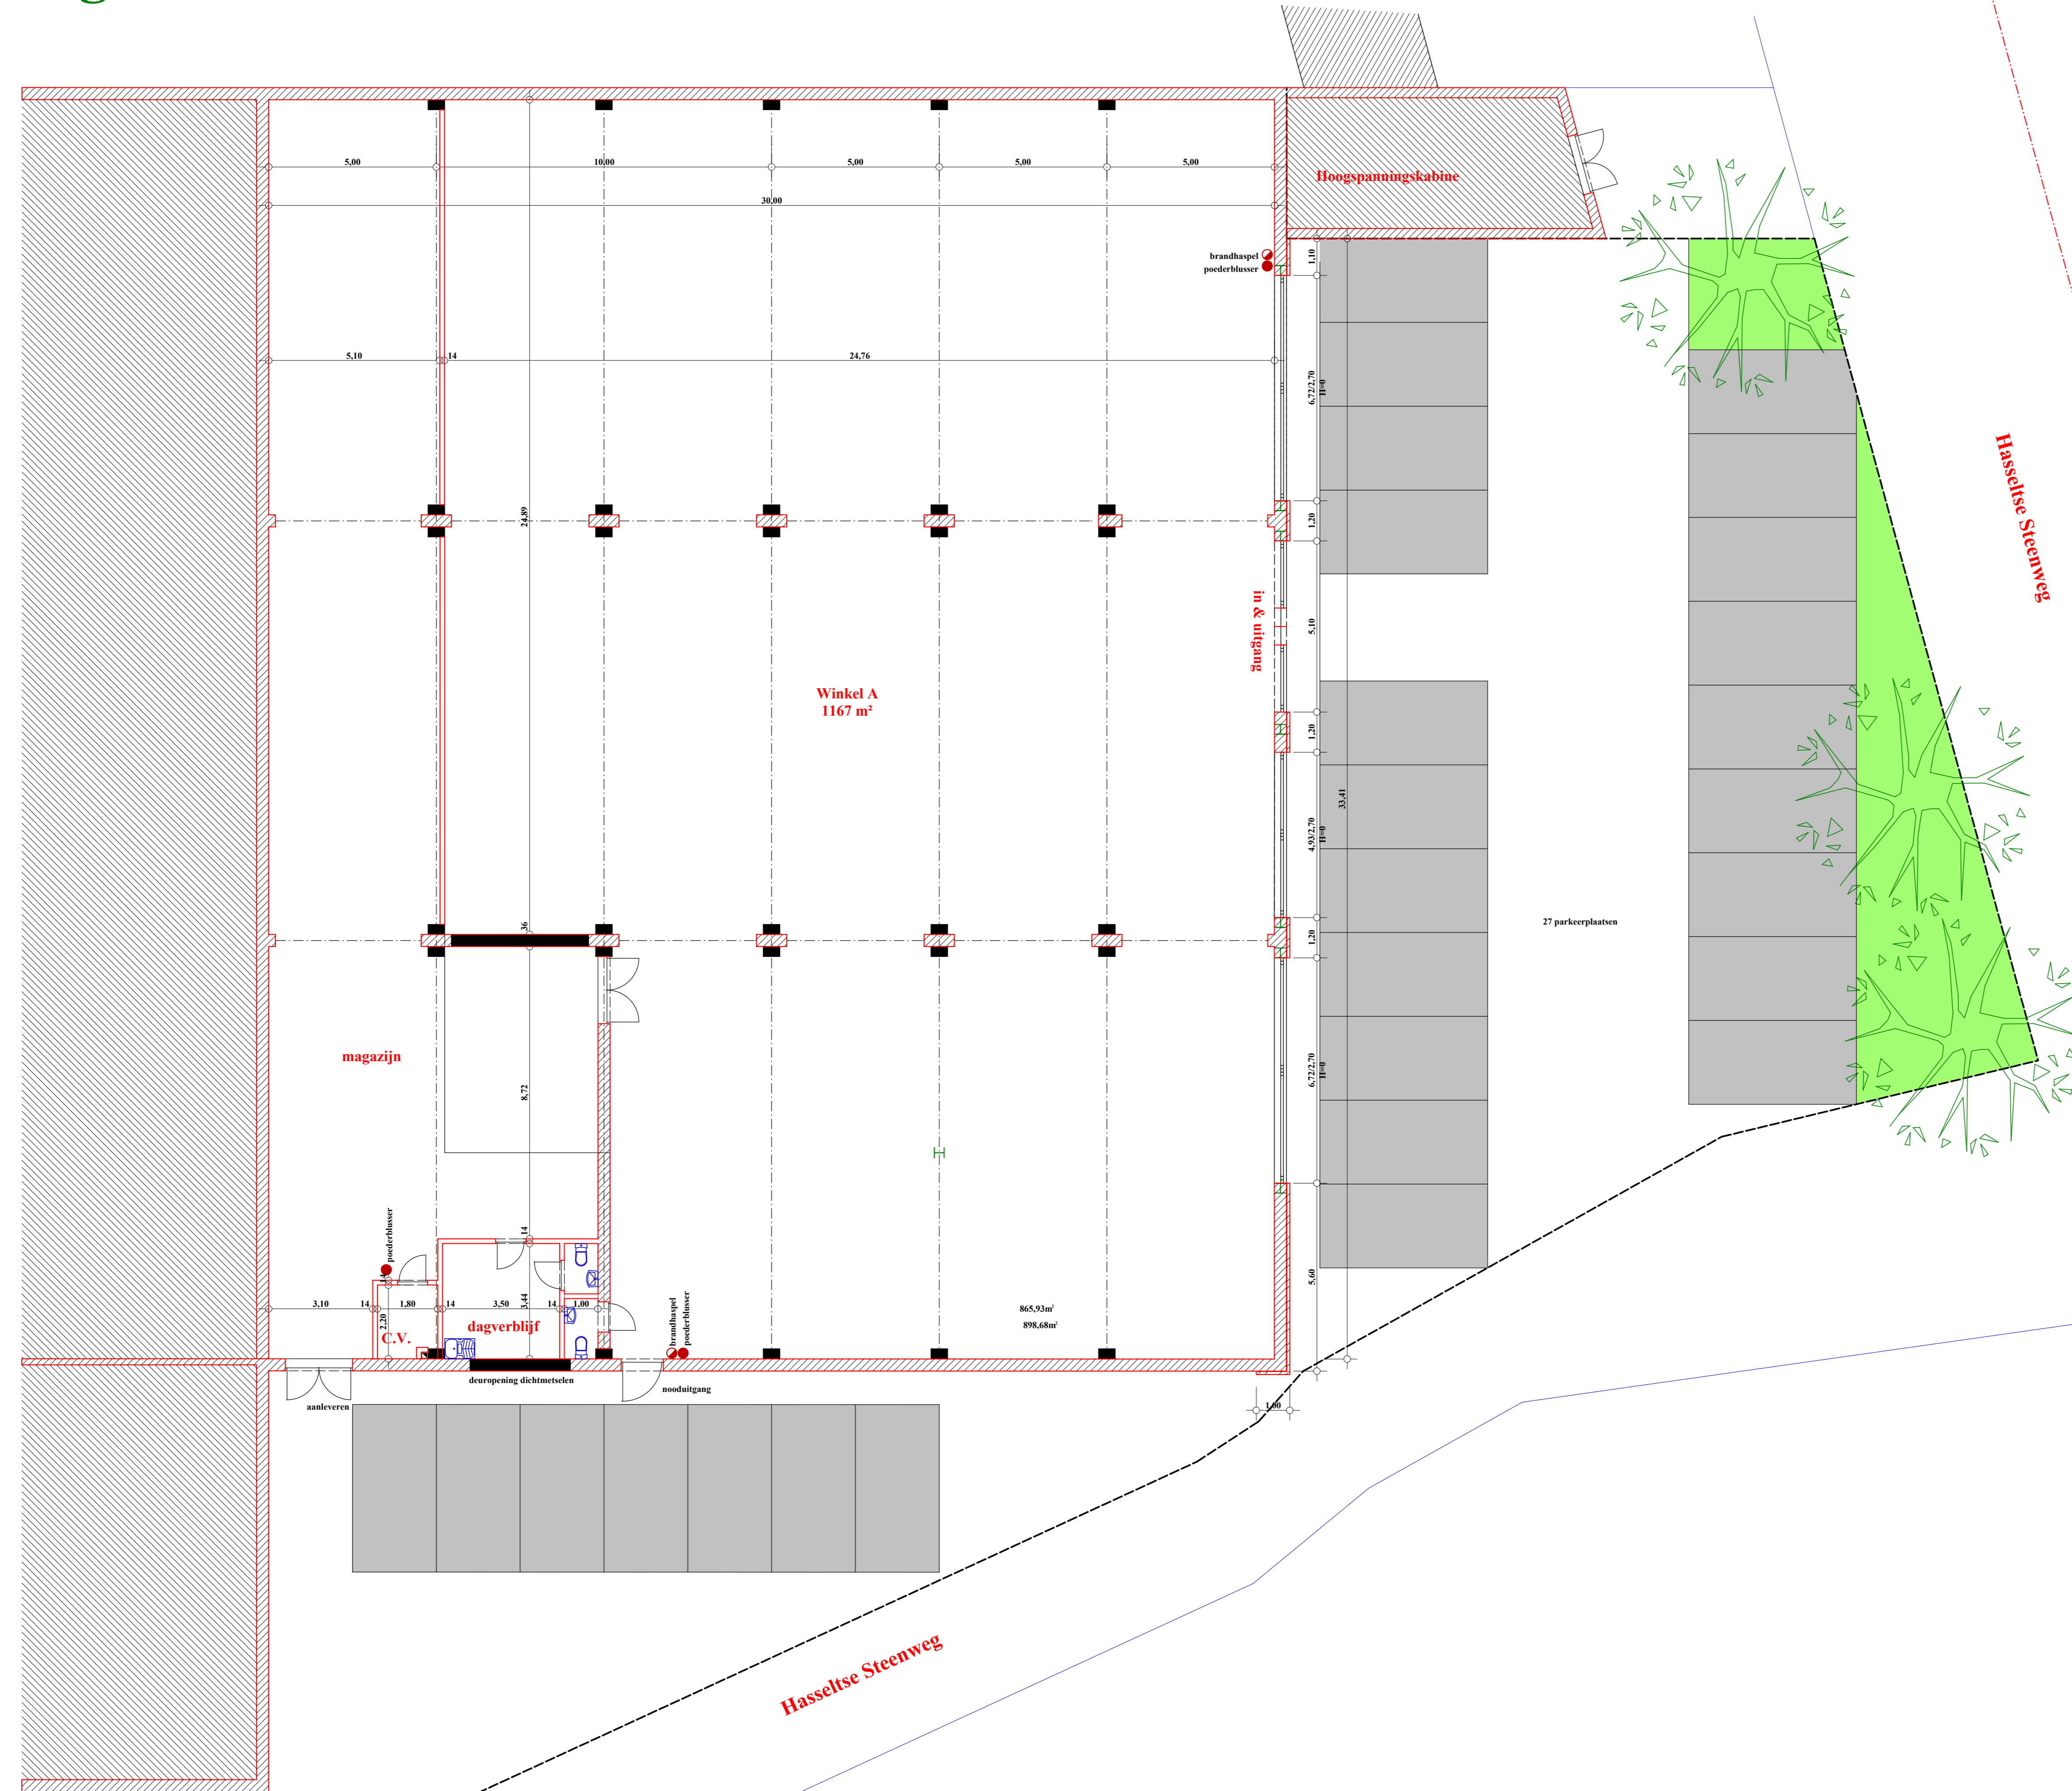 5,00
10,00
5,00
5,00
5,00
30,00
Hoogspanningskabine
brandhaspel
poederblusser
1,10
5,10
14
24,76
6,72/2,70
H=0
24,89
1,20
in & uitgang
5,10
Hasseltse Steenweg
Winkel A
1167 m²
1,20
33,41
4,93/2,70
H=0
36
1,20
27 parkeerplaatsen
magazijn
8,72
6,72/2,70
H=0
14
poederblusser
14
3,10
14
1,80
14
3,50
14
1,00
2,20
3,44
C.V.
dagverblijf
brandhaspel
poederblusser
865,93m²
898,68m²
5,60
deuropening dichtmetselen
nooduitgang
aanleveren
1,00
Hasseltse Steenweg